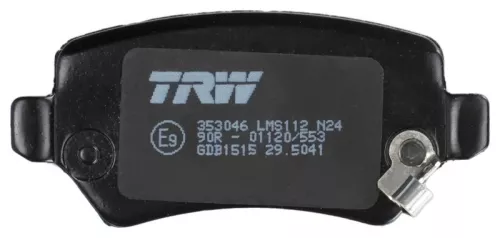 TRW
353046 LMS112 N24
E9 90R - 01120/553
GDB1515 29.5041